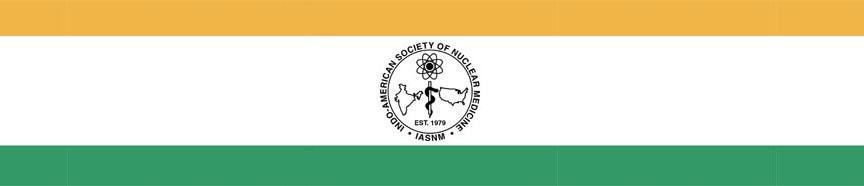 INDO-AMERICAN SOCIETY OF NUCLEAR MEDICINE
EST. 1979
• IASNM •